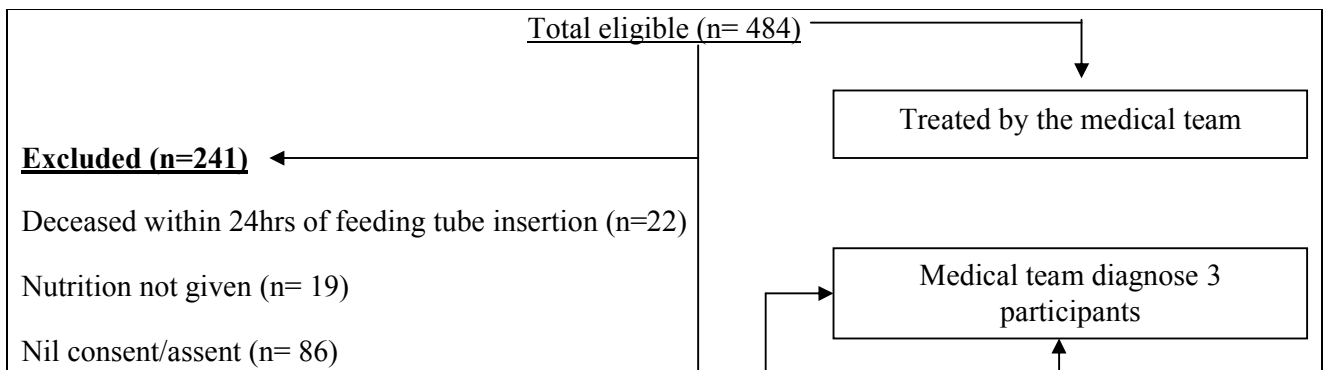 Total eligible (n= 484)
Treated by the medical team
Excluded (n=241)
Deceased within 24hrs of feeding tube insertion (n=22)
Nutrition not given (n= 19)
Medical team diagnose 3
participants
Nil consent/assent (n= 86)